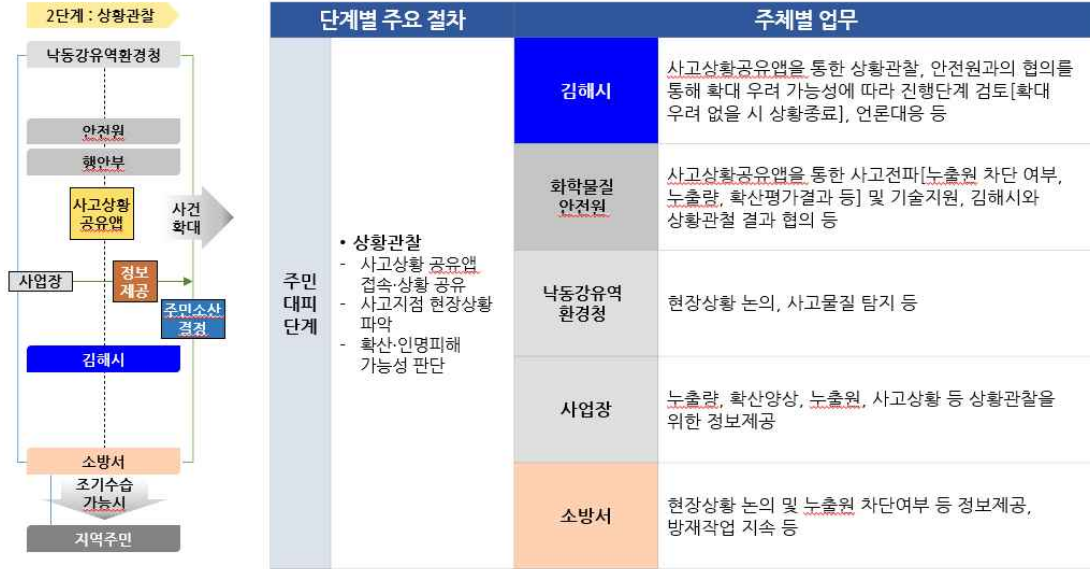 2단계 : 상황관찰
낙동강유역환경청
안전원
행안부
사고상황
공유앱
사건
확대
사업장
정보
제공
주민소산
결정
김해시
소방서
조기수습
가능시
지역주민
단계별 주요 절차
주체별 업무
주민
대피
단계
• 상황관찰
- 사고상황 공유앱
접속·상황 공유
- 사고지점 현장상황
파악
- 확산·인명피해
가능성 판단
김해시
사고상황공유앱을 통한 상황관찰, 안전원과의 협의를
통해 확대 우려 가능성에 따라 진행단계 검토[확대
우려 없을 시 상황종료], 언론대응 등
화학물질
안전원
사고상황공유앱을 통한 사고전파[누출원 차단 여부,
누출량, 확산평가결과 등] 및 기술지원, 김해시와
상황관철 결과 협의 등
낙동강유역
환경청
현장상황 논의, 사고물질 탐지 등
사업장
누출량, 확산양상, 누출원, 사고상황 등 상황관찰을
위한 정보제공
소방서
현장상황 논의 및 누출원 차단여부 등 정보제공,
방재작업 지속 등